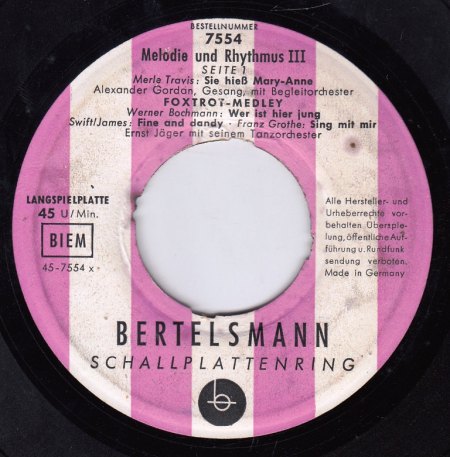 BESTELLNUMMER
7554
Melodie und Rhythmus III
SEITE 1
Merle Travis: Sie hieß Mary-Anne
Alexander Gordan, Gesang, mit Begleitorchester
FOXTROT-MEDLEY
Werner Bochmann: Wer ist hier jung
Swift/James: Fine and dandy · Franz Grothe: Sing mit mir
Ernst Jäger mit seinem Tanzorchester
LANGSPIELPLATTE
45 U/Min.
BIEM
45-7554 x
Alle Hersteller- und
Urheberrechte vor-
behalten Überspie-
lung, öffentliche Auf-
führung u. Rundfunk
sendung verboten.
Made in Germany
BERTELSMANN
SCHALLPLATTENRING